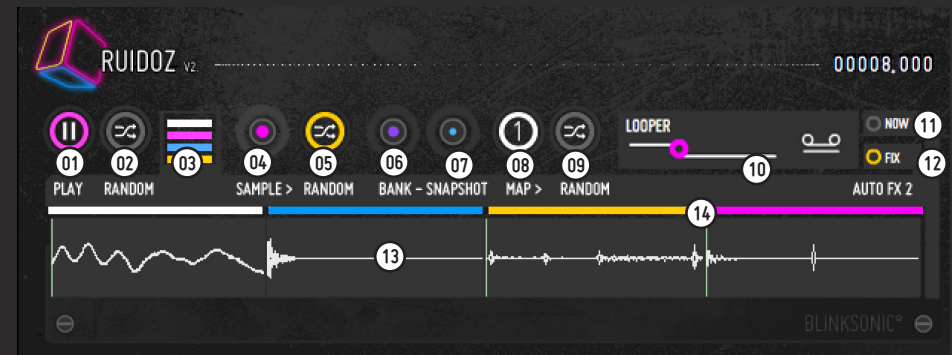 RUIDOZ V2.
00008.000
1
LOOPER
NOW 11
01 02 03 04 05 06 07 08 09 10
FIX 12
PLAY RANDOM SAMPLE > RANDOM BANK - SNAPSHOT MAP > RANDOM AUTO FX 2
14
13
BLINKSONIC°